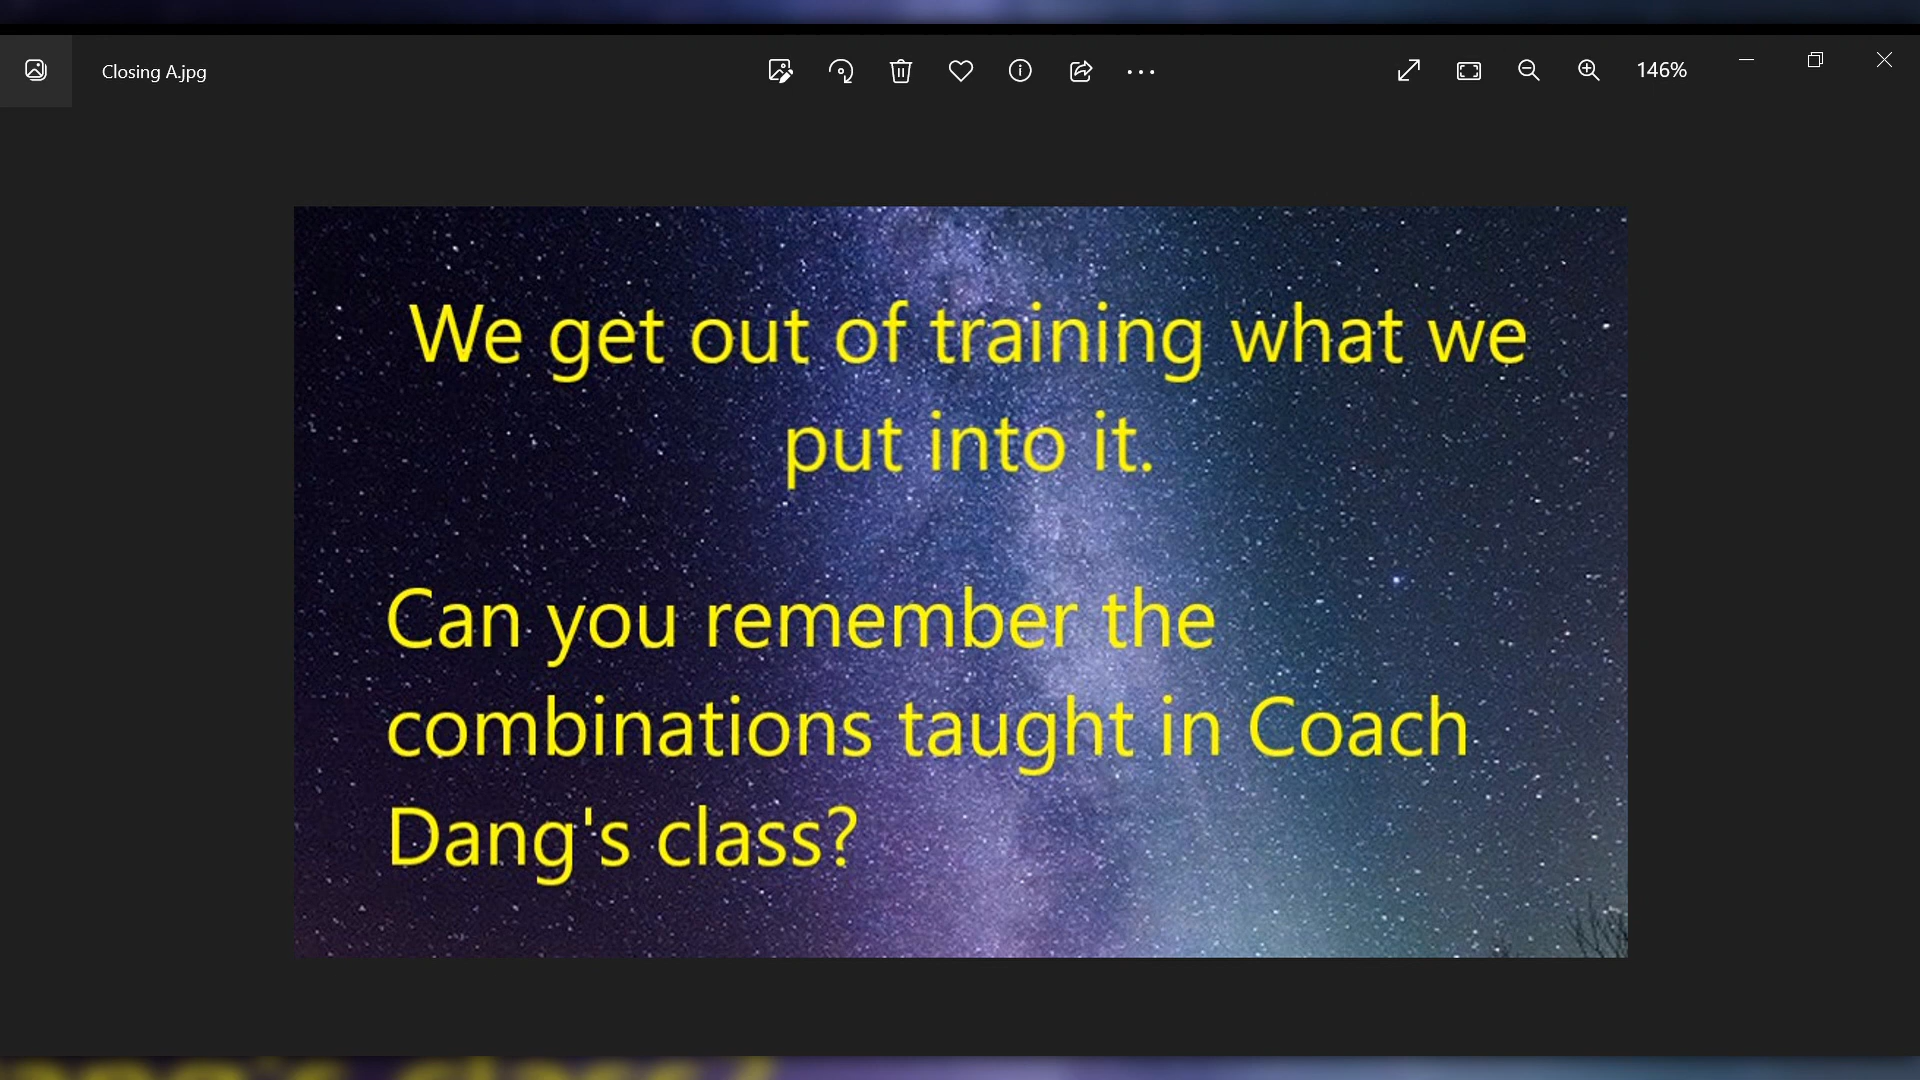 Closing A.jpg
146%
We get out of training what we
put into it.
Can you remember the
combinations taught in Coach
Dang's class?